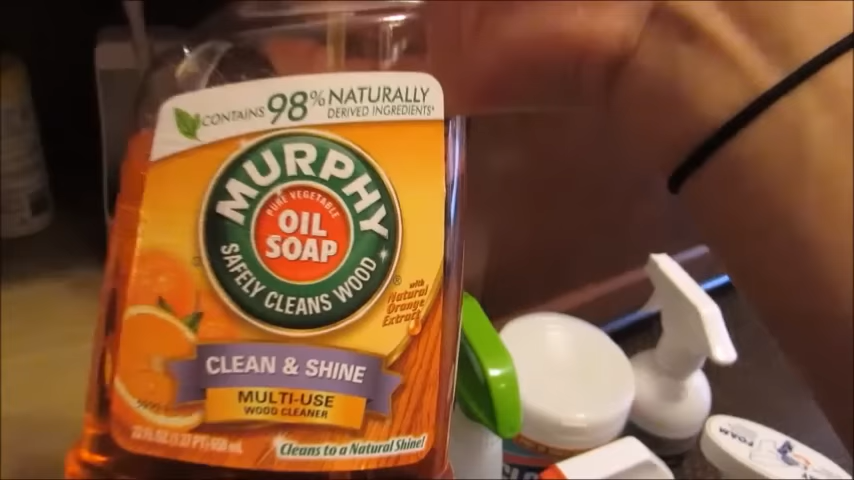 CONTAINS 98% NATURALLY
DERIVED INGREDIENTS*
MURPHY
PURE VEGETABLE
OIL
SOAP
SAFELY CLEANS WOOD
with
Natural
Orange
Extract
CLEAN & SHINE
MULTI-USE
WOOD CLEANER
Cleans to a Natural Shine!
FOAM